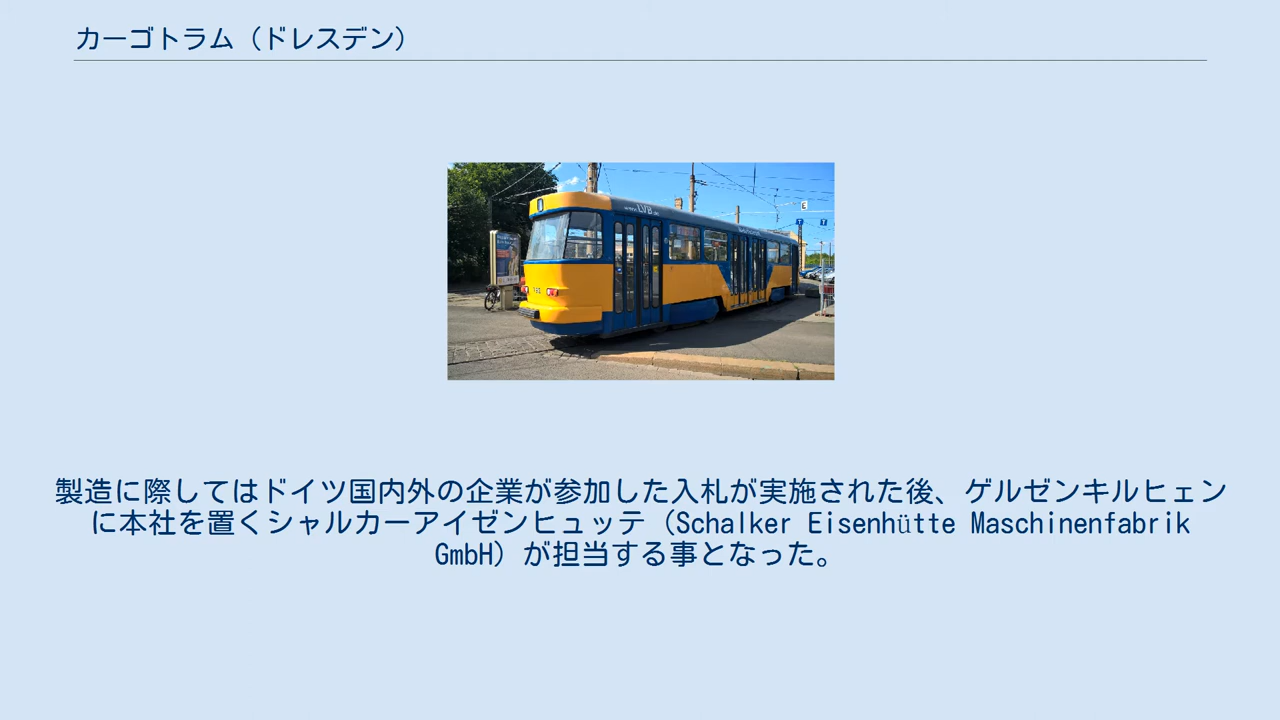 カーゴトラム（ドレスデン）
LVB
製造に際してはドイツ国内外の企業が参加した入札が実施された後、ゲルゼンキルヒェン
に本社を置くシャルカーアイゼンヒュッテ（Schalker Eisenhütte Maschinenfabrik
GmbH）が担当する事となった。